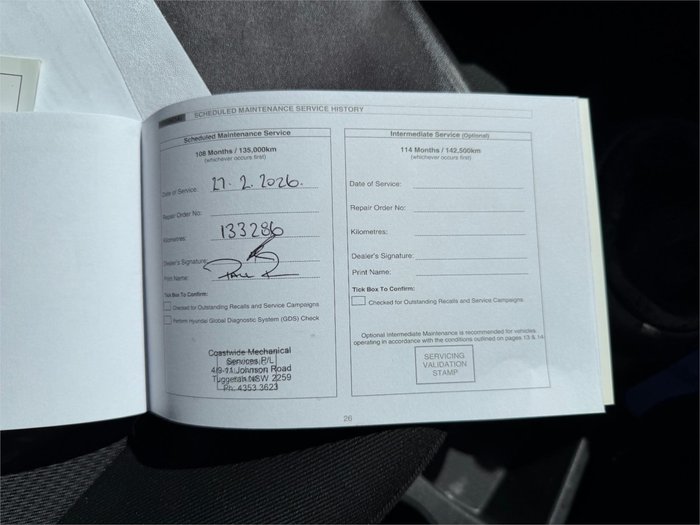 SCHEDULED MAINTENANCE SERVICE HISTORY
Scheduled Maintenance Service
108 Months / 135,000km
(whichever occurs first)
Date of Service: 27. 2. 2026.
Repair Order No:
Kilometres: 133286
Dealer's Signature:
Print Name:
Tick Box To Confirm:
Checked for Outstanding Recalls and Service Campaigns
Perform Hyundai Global Diagnostic System (GDS) Check
Coastwide Mechanical
Services P/L
4/9-11 Johnson Road
Tuggerah NSW 2259
Ph: 4353 3623
Intermediate Service (Optional)
114 Months / 142,500km
(whichever occurs first)
Date of Service:
Repair Order No:
Kilometres:
Dealer's Signature:
Print Name:
Tick Box To Confirm:
Checked for Outstanding Recalls and Service Campaigns
Optional Intermediate Maintenance is recommended for vehicles
operating in accordance with the conditions outlined on pages 13 & 14
SERVICING
VALIDATION
STAMP
26